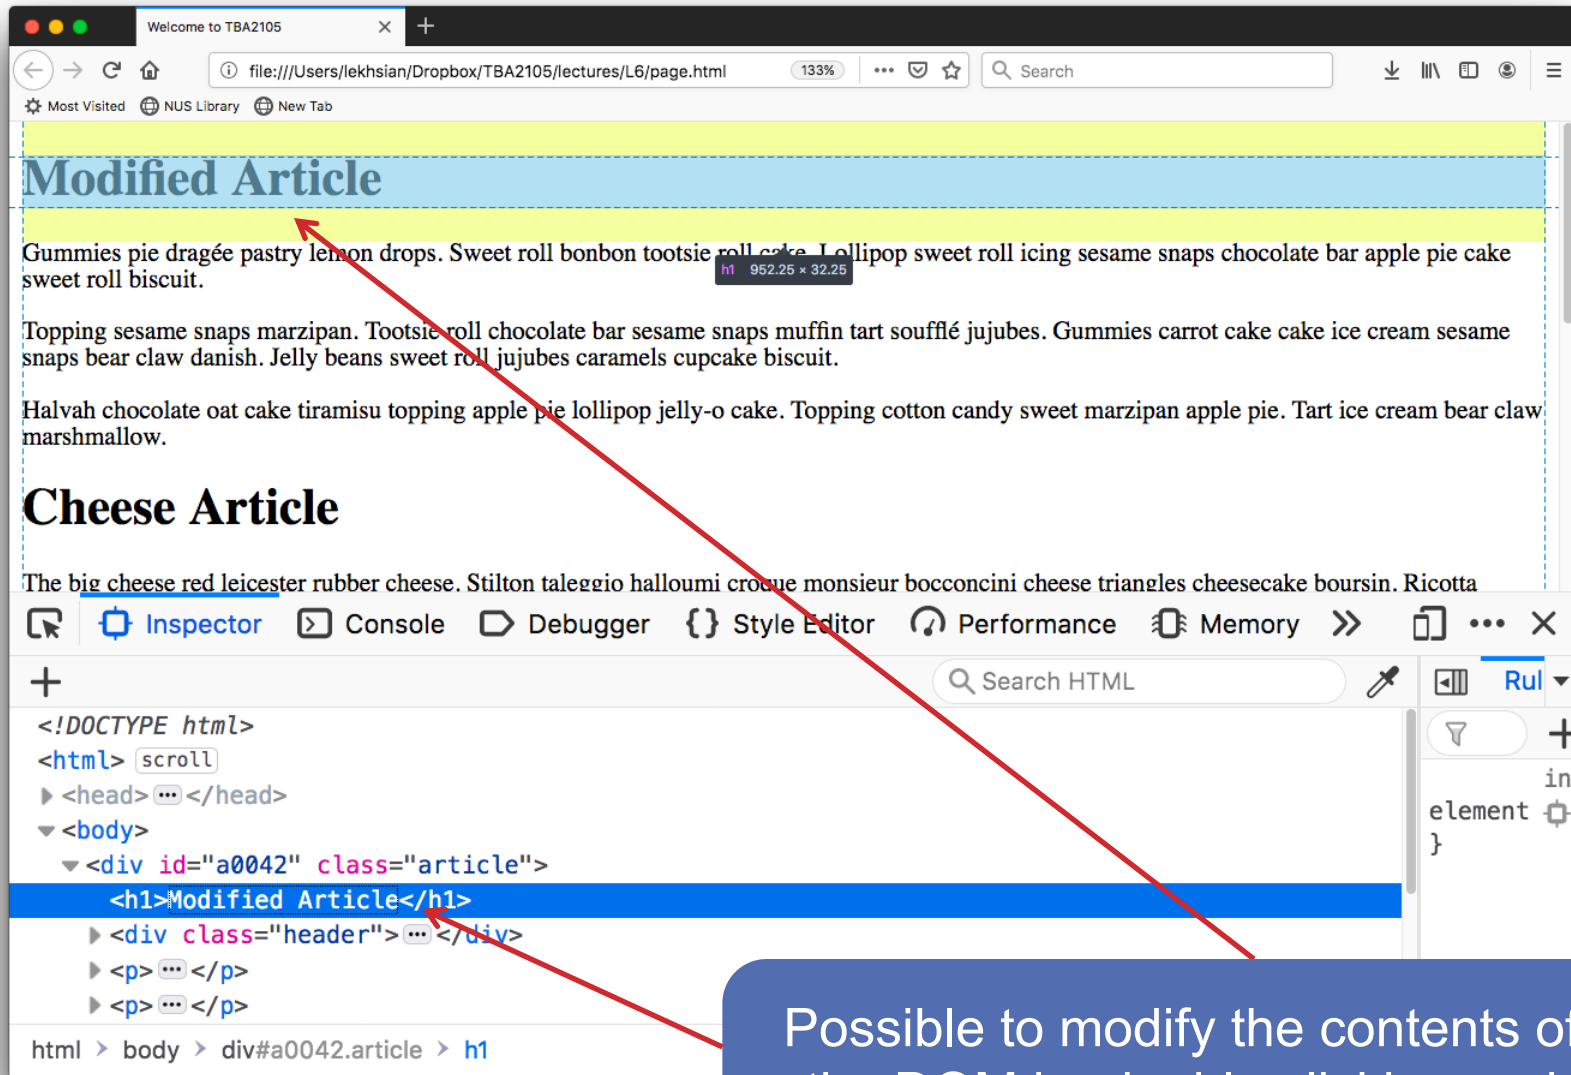 Welcome to TBA2105
file:///Users/lekhsian/Dropbox/TBA2105/lectures/L6/page.html 133% Search
Most Visited NUS Library New Tab
Modified Article
Gummies pie dragée pastry lemon drops. Sweet roll bonbon tootsie roll cake. Lollipop sweet roll icing sesame snaps chocolate bar apple pie cake
sweet roll biscuit.
h1 952.25 × 32.25
Topping sesame snaps marzipan. Tootsie roll chocolate bar sesame snaps muffin tart soufflé jujubes. Gummies carrot cake cake ice cream sesame
snaps bear claw danish. Jelly beans sweet roll jujubes caramels cupcake biscuit.
Halvah chocolate oat cake tiramisu topping apple pie lollipop jelly-o cake. Topping cotton candy sweet marzipan apple pie. Tart ice cream bear claw
marshmallow.
Cheese Article
The big cheese red leicester rubber cheese. Stilton taleggio halloumi croque monsieur bocconcini cheese triangles cheesecake boursin. Ricotta
Inspector Console Debugger {} Style Editor Performance Memory
Search HTML
Rul
<!DOCTYPE html>
<html> scroll
<head> ••• </head>
<body>
<div id="a0042" class="article">
<h1>Modified Article</h1>
<div class="header"> ••• </div>
<p> ••• </p>
<p> ••• </p>
html > body > div#a0042.article > h1
in
element
}
Possible to modify the contents of